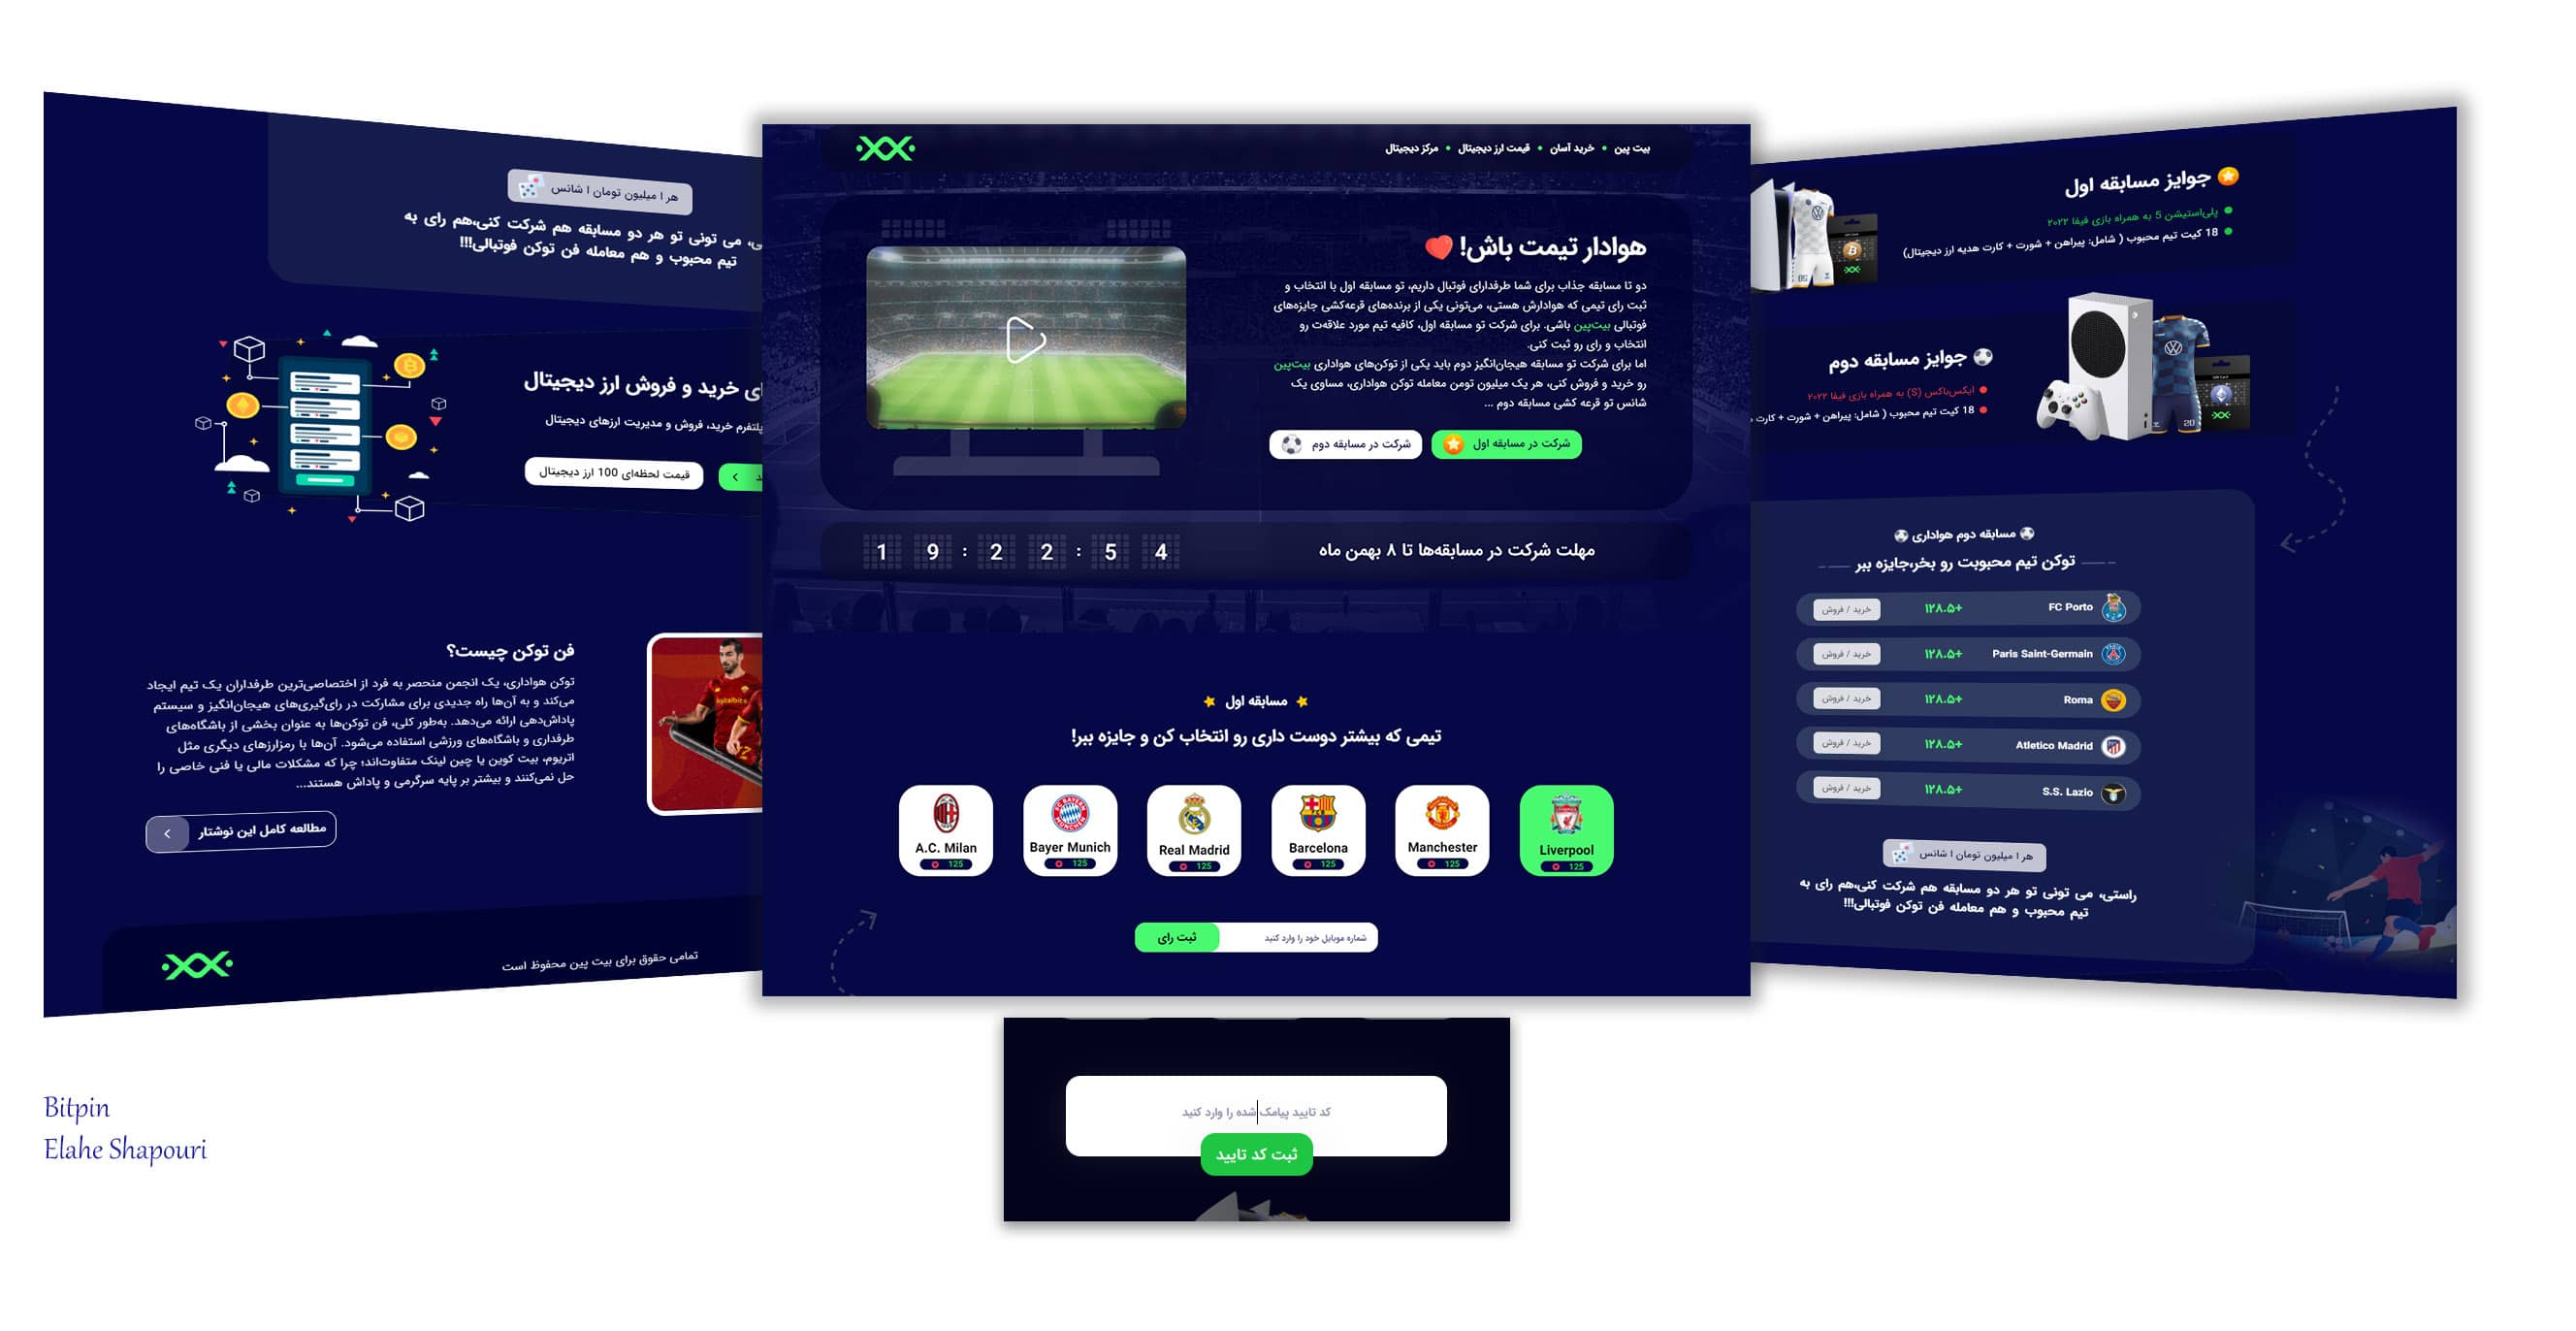 بیت پین • خرید آسان • قیمت ارز دیجیتال • مرکز دیجیتال
هوادار تیمت باش!
دو تا مسابقه جذاب برای شما طرفدارای فوتبال داریم، تو مسابقه اول با انتخاب و
ثبت رای تیمی که هوادارش هستی، می‌تونی یکی از برنده‌های قرعه‌کشی جایزه‌های
فوتبالی بیت‌پین باشی. برای شرکت تو مسابقه اول، کافیه تیم مورد علاقه‌ت رو
انتخاب و رای رو ثبت کنی.
اما برای شرکت تو مسابقه هیجان‌انگیز دوم باید یکی از توکن‌های هواداری بیت‌پین
رو خرید و فروش کنی، هر یک میلیون تومن معامله توکن هواداری، مساوی یک
شانس تو قرعه کشی مسابقه دوم ...
شرکت در مسابقه اول
شرکت در مسابقه دوم
مهلت شرکت در مسابقه‌ها تا ۸ بهمن ماه
1 9 : 2 2 : 5 4
مسابقه اول
تیمی که بیشتر دوست داری رو انتخاب کن و جایزه ببر!
A.C. Milan
125
Bayer Munich
125
Real Madrid
125
Barcelona
125
Manchester
125
Liverpool
125
شماره موبایل خود را وارد کنید
ثبت رای
جوایز مسابقه اول
پلی‌استیشن 5 به همراه بازی فیفا ۲۰۲۲
18 کیت تیم محبوب ( شامل: پیراهن + شورت + کارت هدیه ارز دیجیتال)
جوایز مسابقه دوم
ایکس‌باکس (S) به همراه بازی فیفا ۲۰۲۲
18 کیت تیم محبوب ( شامل: پیراهن + شورت + کارت
مسابقه دوم هواداری
توکن تیم محبوبت رو بخر،جایزه ببر
FC Porto
۱۲۸.۵+
خرید / فروش
Paris Saint-Germain
۱۲۸.۵+
خرید / فروش
Roma
۱۲۸.۵+
خرید / فروش
Atletico Madrid
۱۲۸.۵+
خرید / فروش
S.S. Lazio
۱۲۸.۵+
خرید / فروش
هر ۱ میلیون تومان ۱ شانس
راستی، می تونی تو هر دو مسابقه هم شرکت کنی،هم رای به
تیم محبوب و هم معامله فن توکن فوتبالی!!!
هر ۱ میلیون تومان ۱ شانس
می تونی تو هر دو مسابقه هم شرکت کنی،هم رای به
تیم محبوب و هم معامله فن توکن فوتبالی!!!
خرید و فروش ارز دیجیتال
پلتفرم خرید، فروش و مدیریت ارزهای دیجیتال
قیمت لحظه‌ای 100 ارز دیجیتال
فن توکن چیست؟
توکن هواداری، یک انجمن منحصر به فرد از اختصاصی‌ترین طرفداران یک تیم ایجاد
می‌کند و به آن‌ها راه جدیدی برای مشارکت در رای‌گیری‌های هیجان‌انگیز و سیستم
پاداش‌دهی ارائه می‌دهد. به‌طور کلی، فن توکن‌ها به عنوان بخشی از باشگاه‌های
طرفداری و باشگاه‌های ورزشی استفاده می‌شود. آن‌ها با رمزارزهای دیگری مثل
اتریوم، بیت کوین یا چین لینک متفاوت‌اند؛ چرا که مشکلات مالی یا فنی خاصی را
حل نمی‌کنند و بیشتر بر پایه سرگرمی و پاداش هستند...
مطالعه کامل این نوشتار
تمامی حقوق برای بیت پین محفوظ است
کد تایید پیامک شده را وارد کنید
ثبت کد تایید
Bitpin
Elahe Shapouri